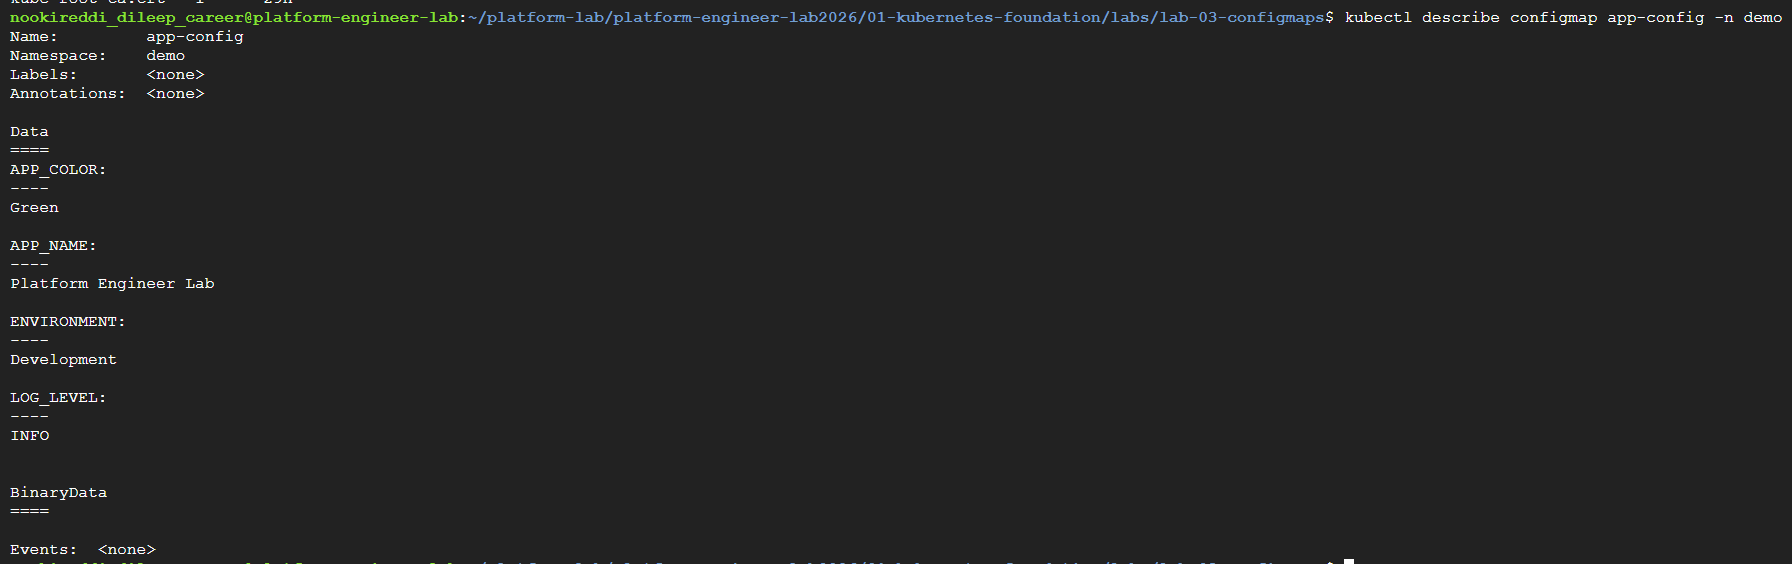 nookireddi_dileep_career@platform-engineer-lab:~/platform-lab/platform-engineer-lab2026/01-kubernetes-foundation/labs/lab-03-configmaps$ kubectl describe configmap app-config -n demo
Name:         app-config
Namespace:    demo
Labels:       <none>
Annotations:  <none>

Data
====
APP_COLOR:
----
Green

APP_NAME:
----
Platform Engineer Lab

ENVIRONMENT:
----
Development

LOG_LEVEL:
----
INFO


BinaryData
====

Events:  <none>